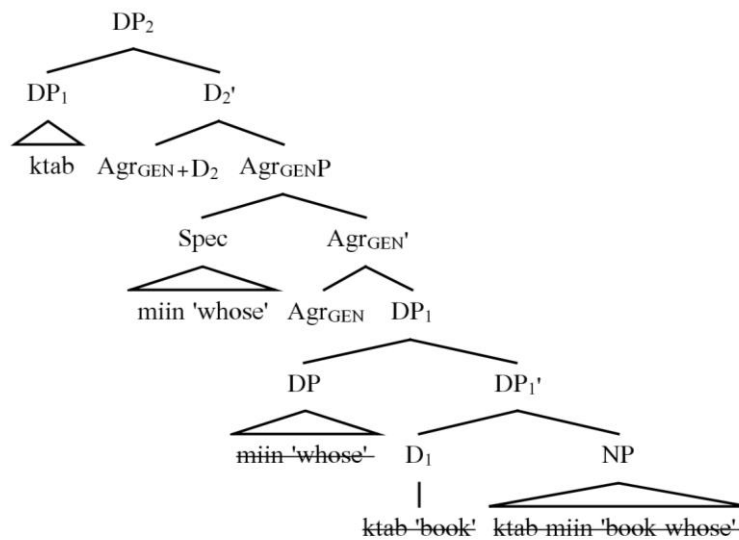 DP₂
DP₁ D₂'
ktab AgrGEN+D₂ AgrGENP
Spec AgrGEN'
miin 'whose' AgrGEN DP₁
DP DP₁'
miin 'whose' D₁ NP
ktab 'book' ktab miin 'book whose'